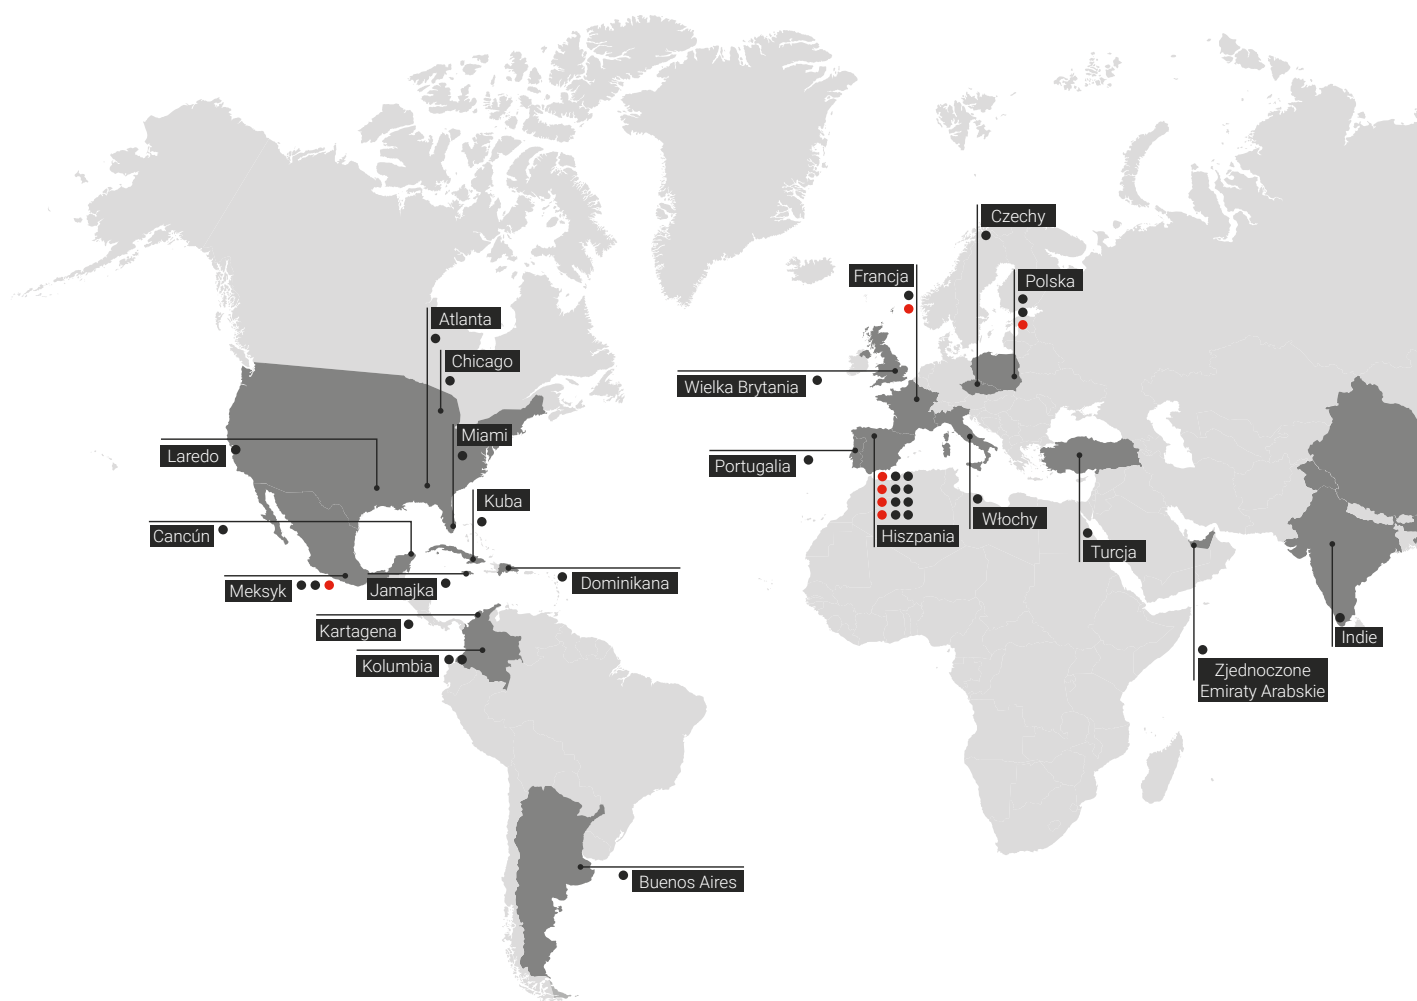 Czechy
Francja
Polska
Atlanta
Chicago
Wielka Brytania
Miami
Laredo
Portugalia
Kuba
Cancún
Włochy
Hiszpania
Turcja
Meksyk
Jamajka
Dominikana
Kartagena
Indie
Kolumbia
Zjednoczone
Emiraty Arabskie
Buenos Aires